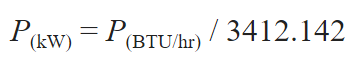 P(kW) = P(BTU/hr) / 3412.142